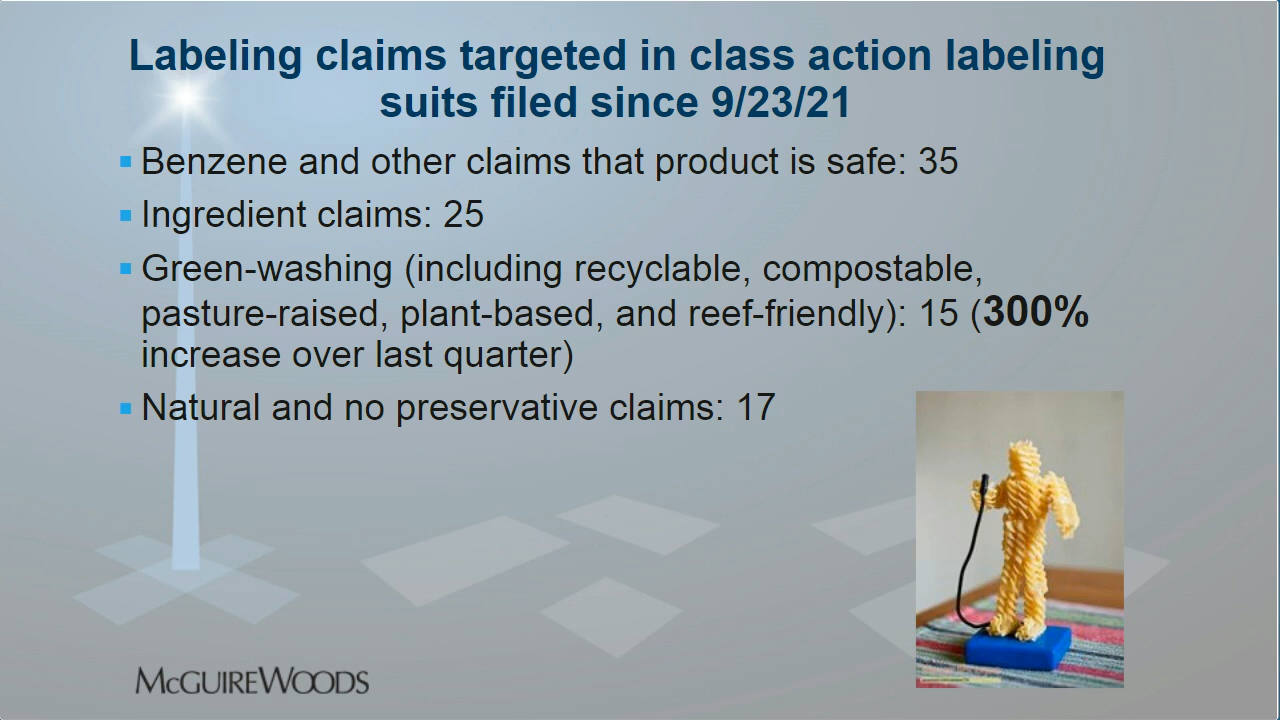 Labeling claims targeted in class action labeling
suits filed since 9/23/21
Benzene and other claims that product is safe: 35
Ingredient claims: 25
Green-washing (including recyclable, compostable,
pasture-raised, plant-based, and reef-friendly): 15 (300%
increase over last quarter)
Natural and no preservative claims: 17
McGUIREWOODS